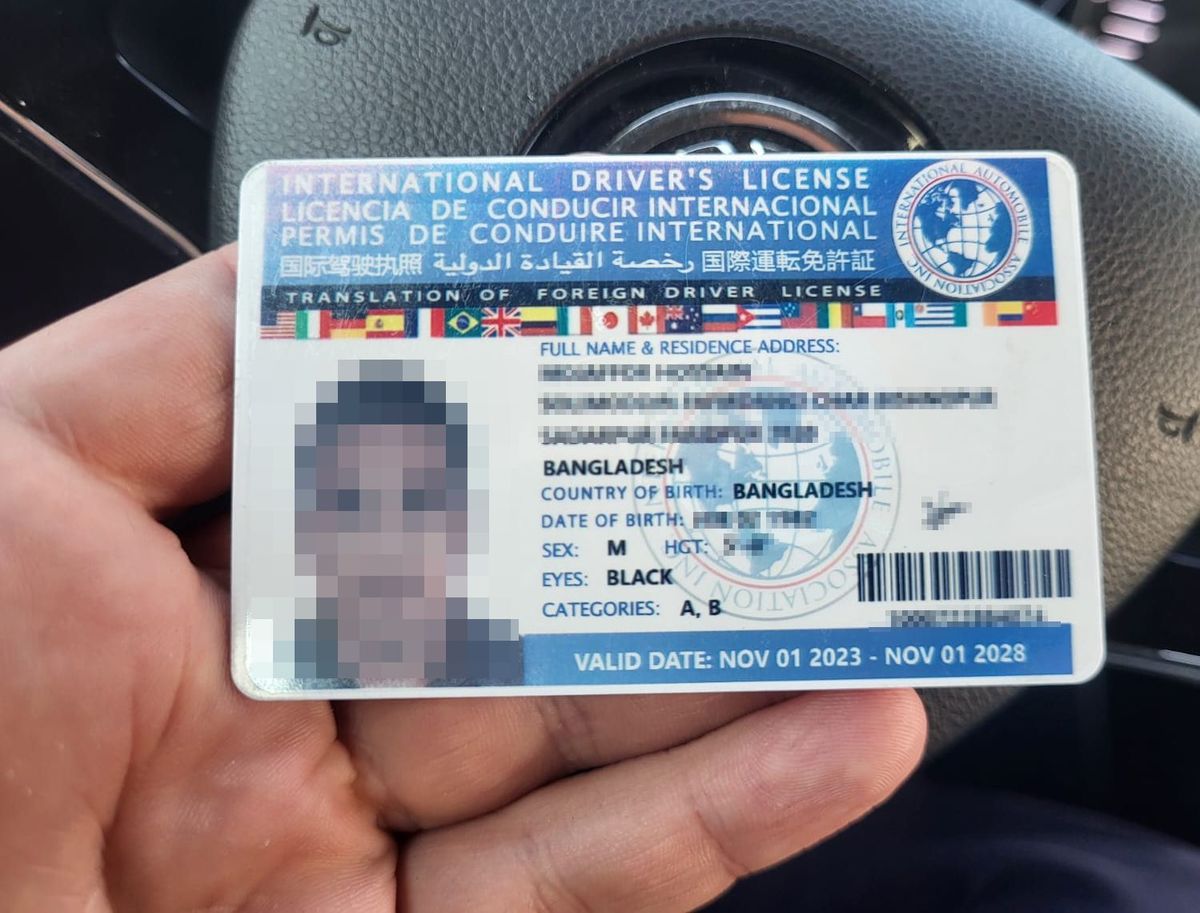 INTERNATIONAL DRIVER'S LICENSE
LICENCIA DE CONDUCIR INTERNACIONAL
PERMIS DE CONDUIRE INTERNATIONAL
国际驾驶执照 رخصة القيادة الدولية 国際運転免許証
TRANSLATION OF FOREIGN DRIVER LICENSE
INTERNATIONAL AUTOMOBILE ASSOCIATION INC
FULL NAME & RESIDENCE ADDRESS:
BANGLADESH
COUNTRY OF BIRTH: BANGLADESH
DATE OF BIRTH:
SEX: M HGT:
EYES: BLACK
CATEGORIES: A, B
VALID DATE: NOV 01 2023 - NOV 01 2028